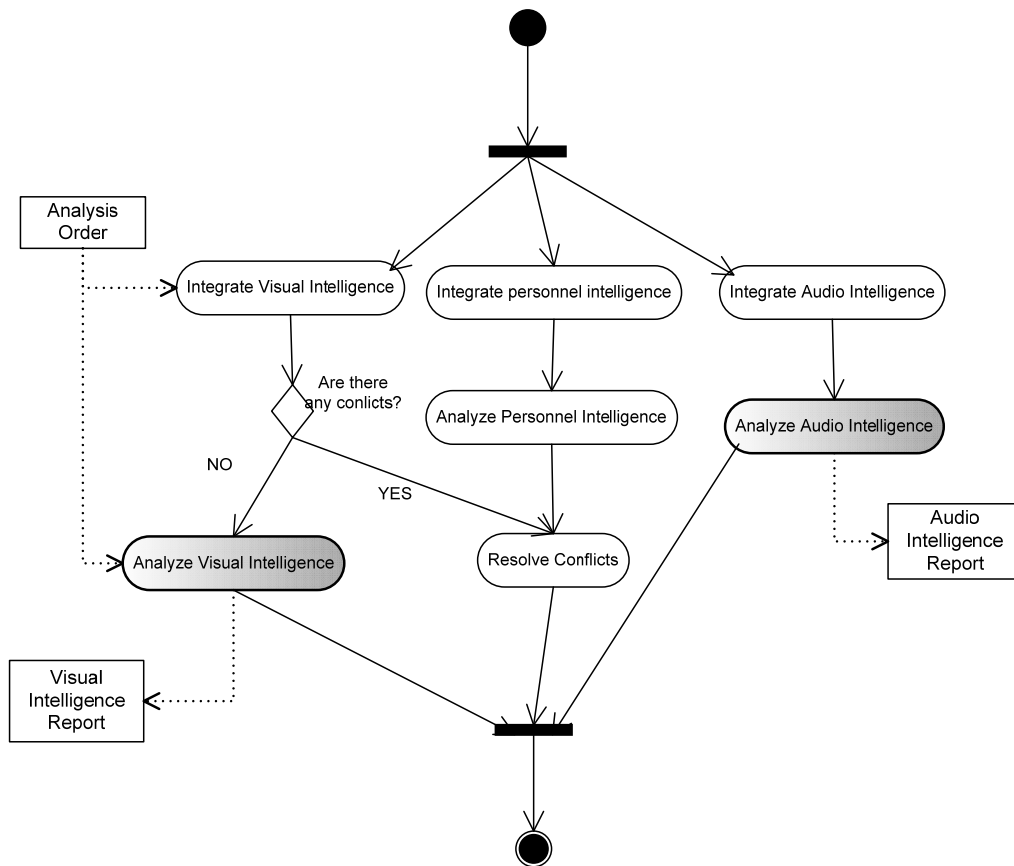 Analysis
Order
Integrate Visual Intelligence
Integrate personnel intelligence
Integrate Audio Intelligence
Are there
any conlicts?
Analyze Personnel Intelligence
Analyze Audio Intelligence
NO
YES
Analyze Visual Intelligence
Resolve Conflicts
Audio
Intelligence
Report
Visual
Intelligence
Report